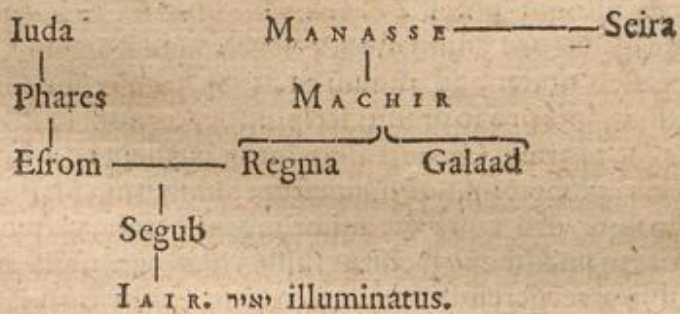 Iuda MANASSE Seira
Phares MACHIR
Eſrom Regma Galaad
Segub
IAIR. יאיר illuminatus.